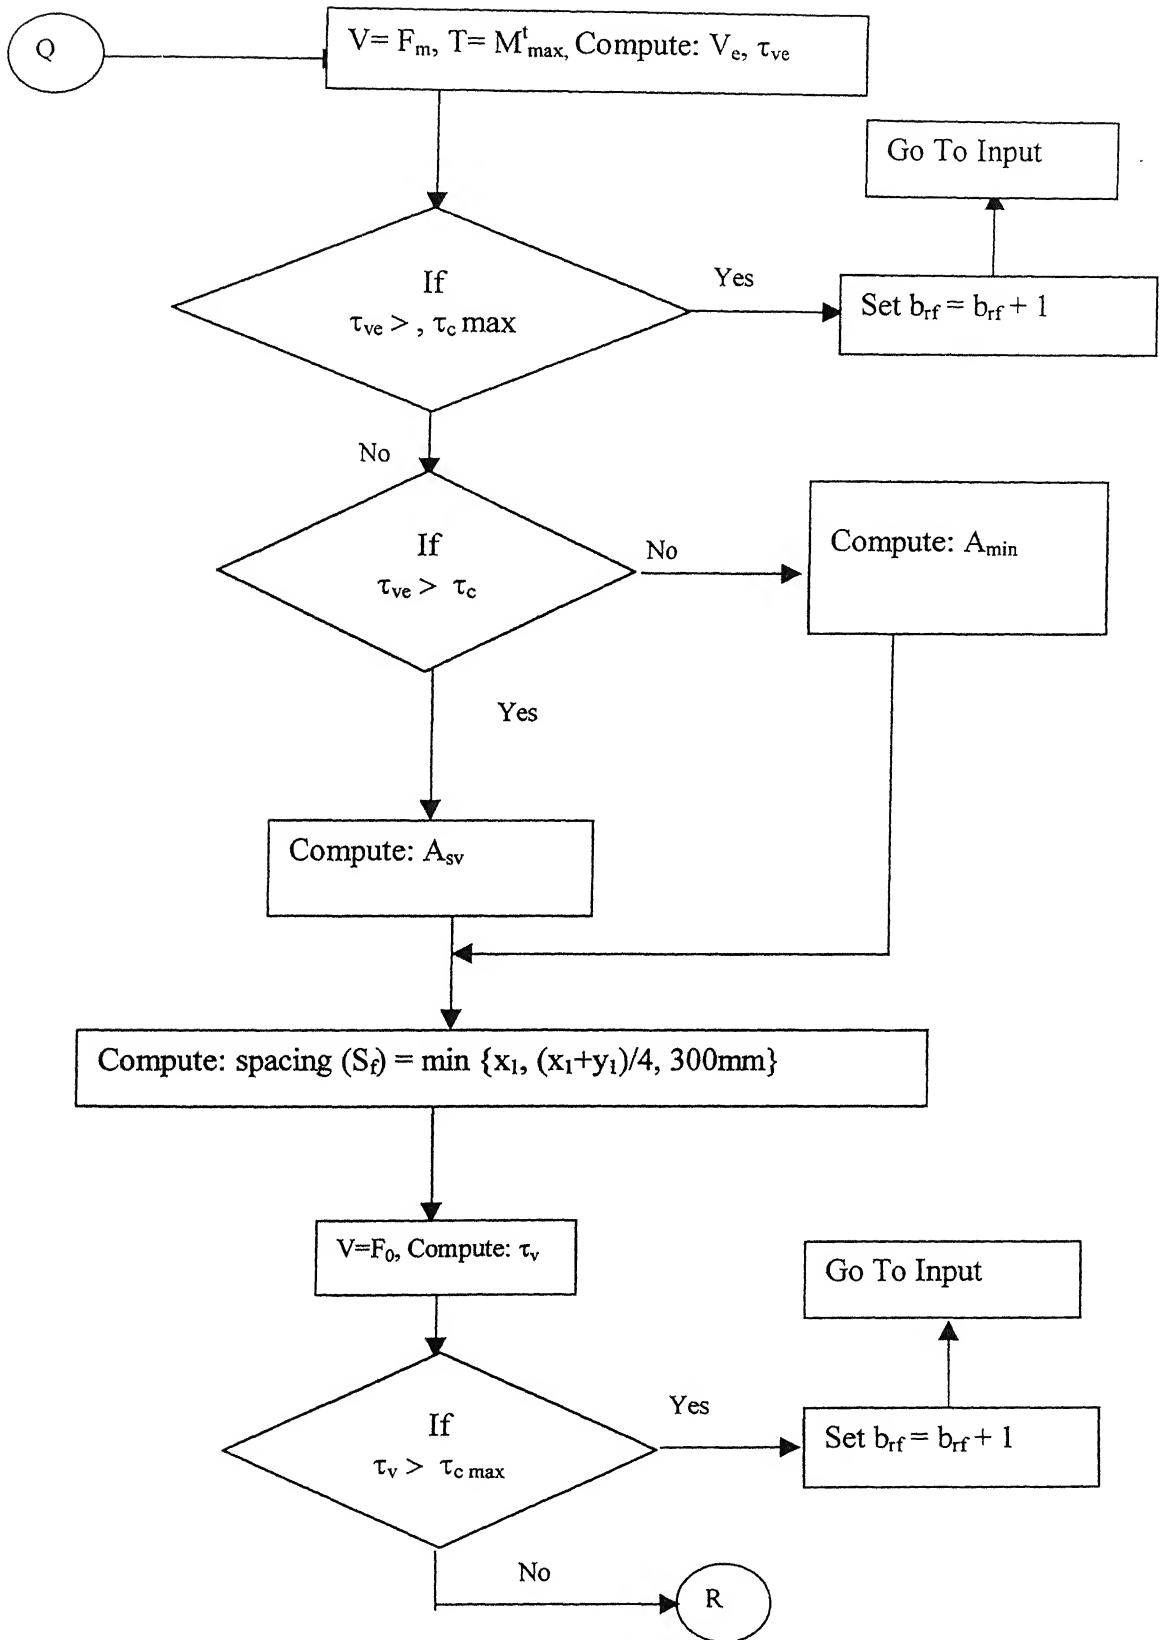 Q
V= Fm, T= M^t max, Compute: Ve, τve
Go To Input
If
τve > , τc max
Yes
Set brf = brf + 1
No
If
τve > τc
No
Compute: Amin
Yes
Compute: Asv
Compute: spacing (Sf) = min {x1, (x1+y1)/4, 300mm}
V=F0, Compute: τv
Go To Input
If
τv > τc max
Yes
Set brf = brf + 1
No
R